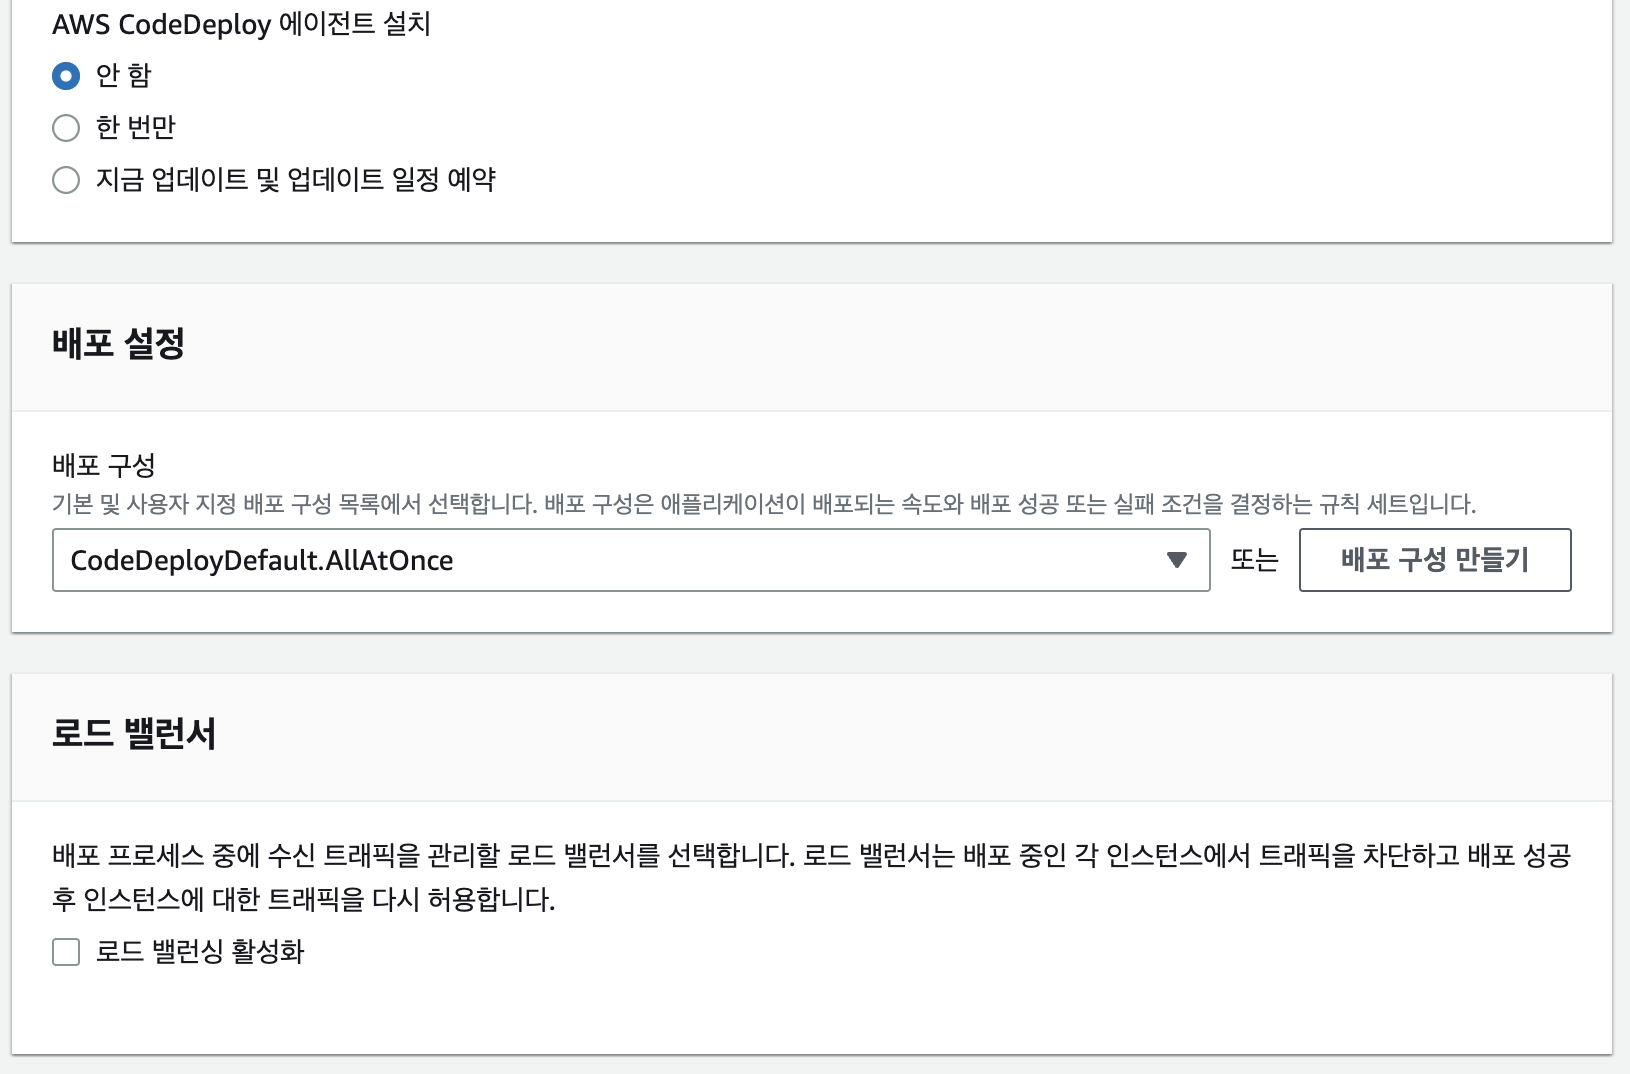 AWS CodeDeploy 에이전트 설치
안 함
한 번만
지금 업데이트 및 업데이트 일정 예약
배포 설정
배포 구성
기본 및 사용자 지정 배포 구성 목록에서 선택합니다. 배포 구성은 애플리케이션이 배포되는 속도와 배포 성공 또는 실패 조건을 결정하는 규칙 세트입니다.
CodeDeployDefault.AllAtOnce 또는 배포 구성 만들기
로드 밸런서
배포 프로세스 중에 수신 트래픽을 관리할 로드 밸런서를 선택합니다. 로드 밸런서는 배포 중인 각 인스턴스에서 트래픽을 차단하고 배포 성공
후 인스턴스에 대한 트래픽을 다시 허용합니다.
로드 밸런싱 활성화